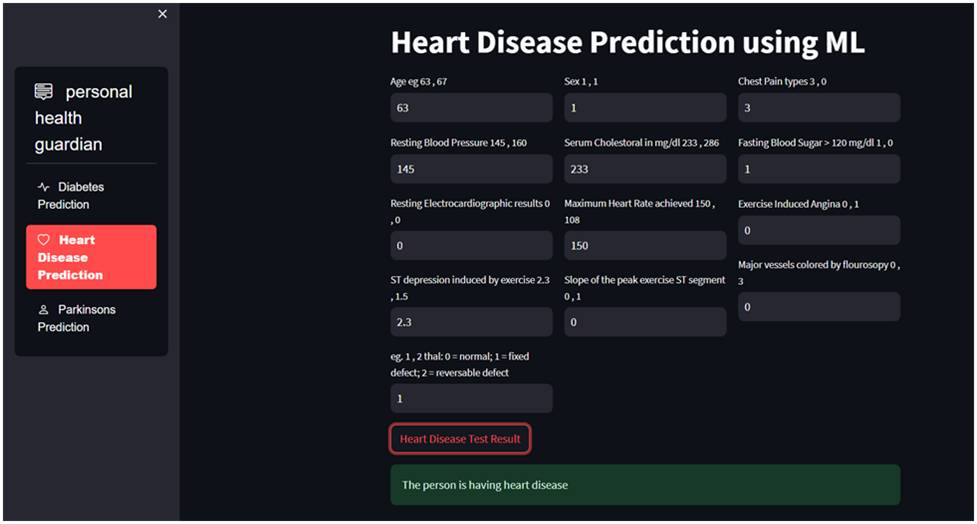 ×
personal
health
guardian
Diabetes
Prediction
Heart
Disease
Prediction
Parkinsons
Prediction
Heart Disease Prediction using ML
Age eg 63 , 67
63
Sex 1 , 1
1
Chest Pain types 3 , 0
3
Resting Blood Pressure 145 , 160
145
Serum Cholestoral in mg/dl 233 , 286
233
Fasting Blood Sugar > 120 mg/dl 1 , 0
1
Resting Electrocardiographic results 0
, 0
0
Maximum Heart Rate achieved 150 ,
108
150
Exercise Induced Angina 0 , 1
0
ST depression induced by exercise 2.3
, 1.5
2.3
Slope of the peak exercise ST segment
0 , 1
0
Major vessels colored by flourosopy 0 ,
3
0
eg. 1 , 2 thal: 0 = normal; 1 = fixed
defect; 2 = reversable defect
1
Heart Disease Test Result
The person is having heart disease